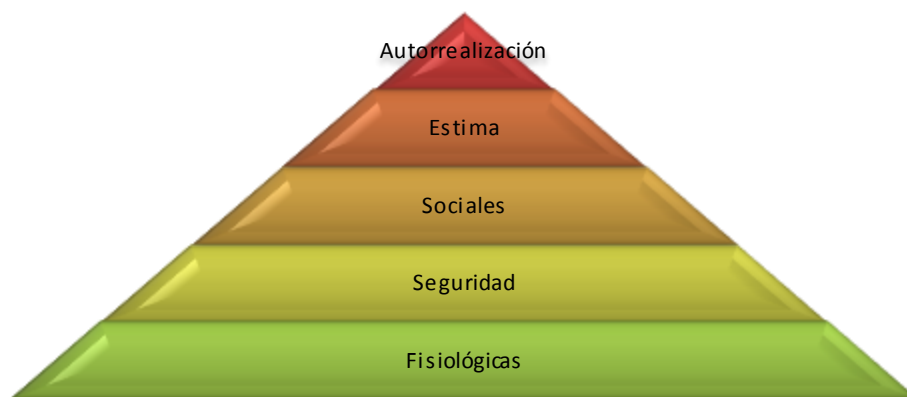 Autorrealización
Estima
Sociales
Seguridad
Fisiológicas